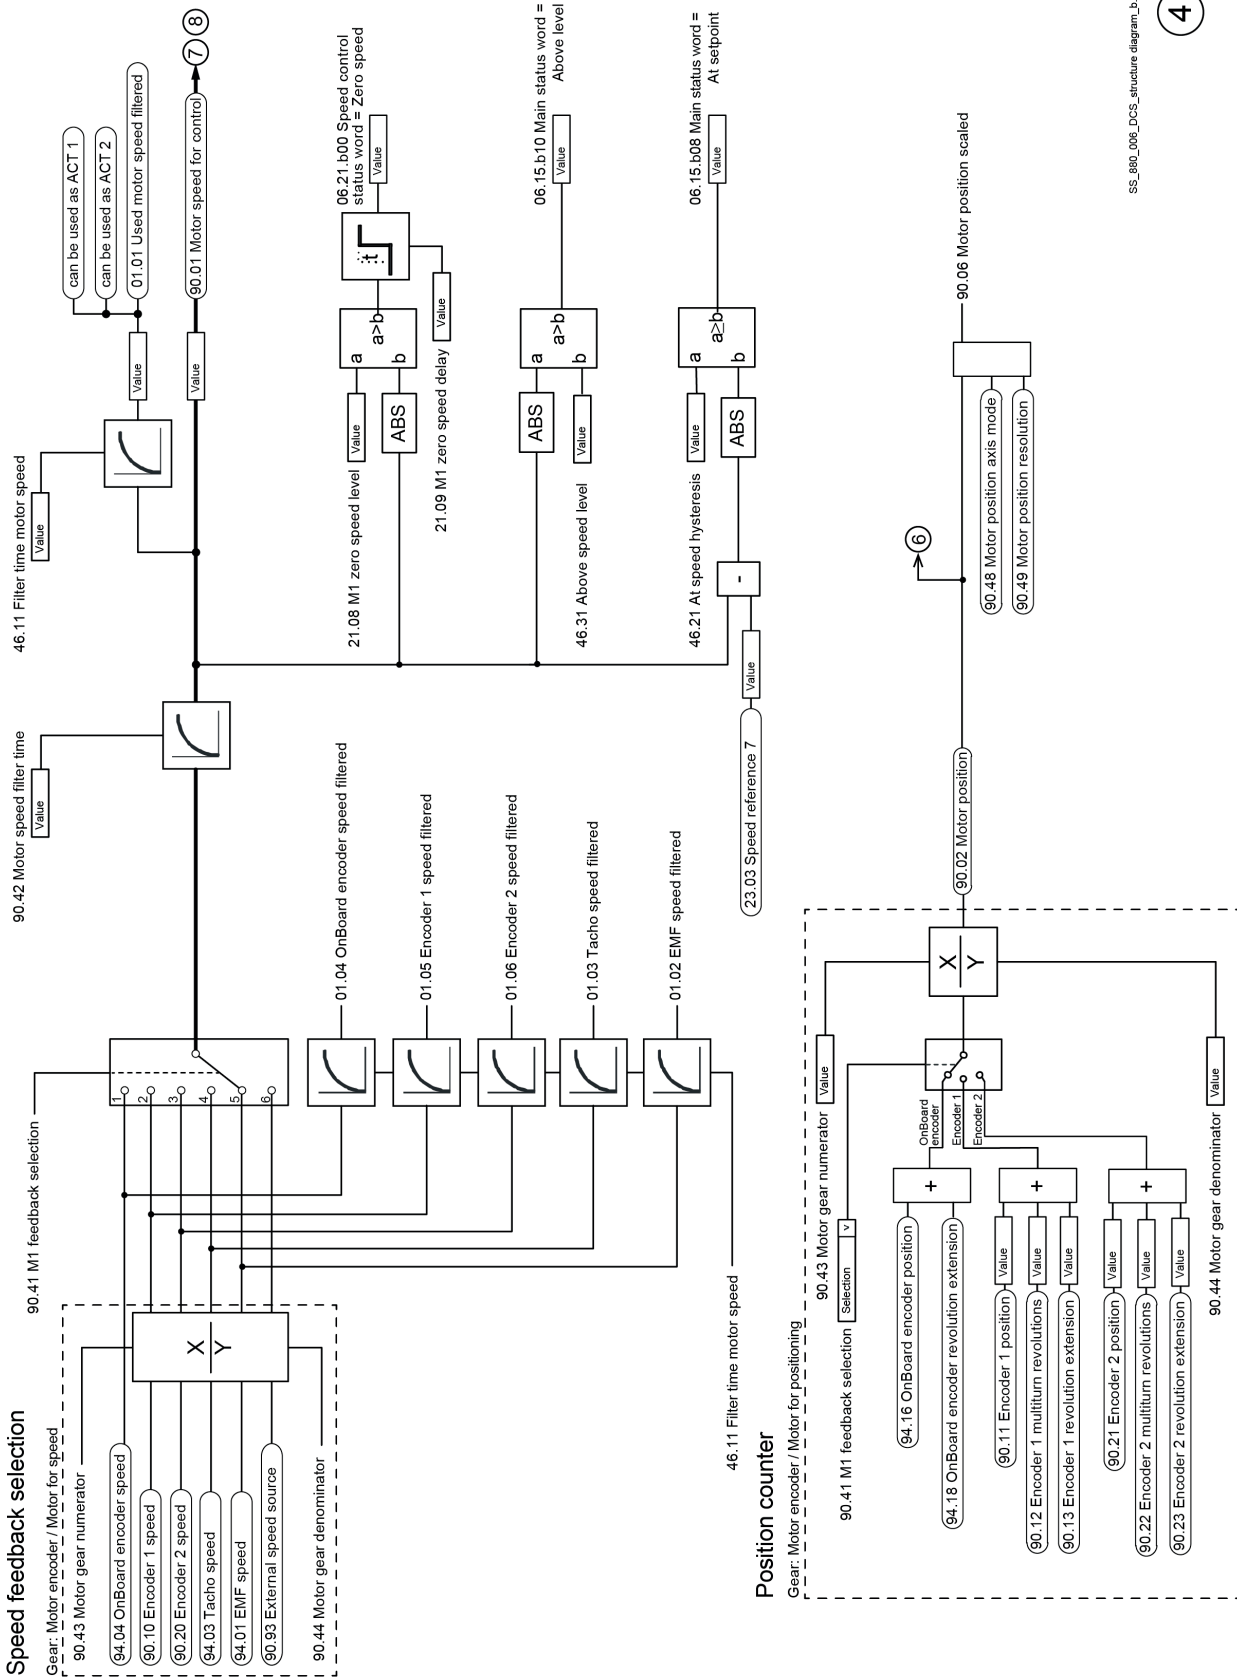 Speed feedback selection
Gear: Motor encoder / Motor for speed
90.43 Motor gear numerator
94.04 OnBoard encoder speed
90.10 Encoder 1 speed
90.20 Encoder 2 speed
94.03 Tacho speed
94.01 EMF speed
90.93 External speed source
90.44 Motor gear denominator
X
Y
90.41 M1 feedback selection
1
2
3
4
5
6
01.04 OnBoard encoder speed filtered
01.05 Encoder 1 speed filtered
01.06 Encoder 2 speed filtered
01.03 Tacho speed filtered
01.02 EMF speed filtered
46.11 Filter time motor speed
90.42 Motor speed filter time
Value
46.11 Filter time motor speed
Value
Value
can be used as ACT 1
can be used as ACT 2
01.01 Used motor speed filtered
Value
90.01 Motor speed for control
7
8
21.08 M1 zero speed level
Value
ABS
a
a>b
b
t
21.09 M1 zero speed delay
Value
06.21.b00 Speed control
status word = Zero speed
Value
ABS
46.31 Above speed level
Value
a
a>b
b
06.15.b10 Main status word =
Above level
Value
46.21 At speed hysteresis
Value
ABS
-
23.03 Speed reference 7
Value
a
a≥b
b
06.15.b08 Main status word =
At setpoint
Value
Position counter
Gear: Motor encoder / Motor for positioning
90.43 Motor gear numerator
Value
90.41 M1 feedback selection
Selection
v
94.16 OnBoard encoder position
94.18 OnBoard encoder revolution extension
+
90.11 Encoder 1 position
Value
90.12 Encoder 1 multiturn revolutions
Value
90.13 Encoder 1 revolution extension
Value
+
90.21 Encoder 2 position
Value
90.22 Encoder 2 multiturn revolutions
Value
90.23 Encoder 2 revolution extension
Value
+
OnBoard
encoder
Encoder 1
Encoder 2
X
Y
90.44 Motor gear denominator
Value
90.02 Motor position
6
90.48 Motor position axis mode
90.49 Motor position resolution
90.06 Motor position scaled
SS_880_006_DCS_structure diagram_b.
4